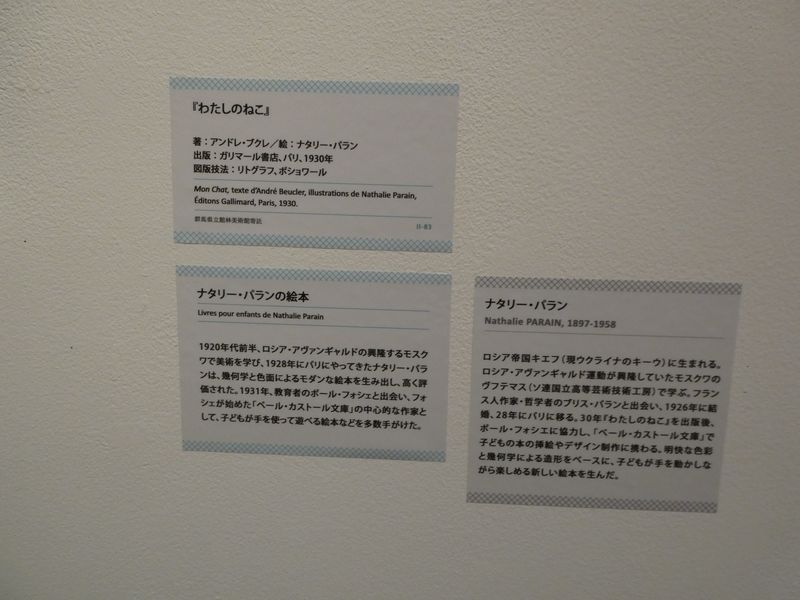 『わたしのねこ』
著：アンドレ・ブクレ／絵：ナタリー・パラン
出版：ガリマール書店、パリ、1930年
図版技法：リトグラフ、ポショワール
Mon Chat, texte d'André Beucler, illustrations de Nathalie Parain,
Éditons Gallimard, Paris, 1930.
群馬県立館林美術館寄託
II-83
ナタリー・パランの絵本
Livres pour enfants de Nathalie Parain
1920年代前半、ロシア・アヴァンギャルドの興隆するモスク
ワで美術を学び、1928年にパリにやってきたナタリー・パラ
ンは、幾何学と色面によるモダンな絵本を生み出し、高く評
価された。1931年、教育者のポール・フォシェと出会い、フォ
シェが始めた「ペール・カストール文庫」の中心的な作家と
して、子どもが手を使って遊べる絵本などを多数手がけた。
ナタリー・パラン
Nathalie PARAIN, 1897-1958
ロシア帝国キエフ（現ウクライナのキーウ）に生まれる。
ロシア・アヴァンギャルド運動が興隆していたモスクワの
ヴフテマス（ソ連国立高等芸術技術工房）で学ぶ。フラン
ス人作家・哲学者のブリス・パランと出会い、1926年に結
婚、28年にパリに移る。30年『わたしのねこ』を出版後、
ポール・フォシエに協力し、「ペール・カストール文庫」で
子どもの本の挿絵やデザイン制作に携わる。明快な色彩
と幾何学による造形をベースに、子どもが手を動かしな
がら楽しめる新しい絵本を生んだ。